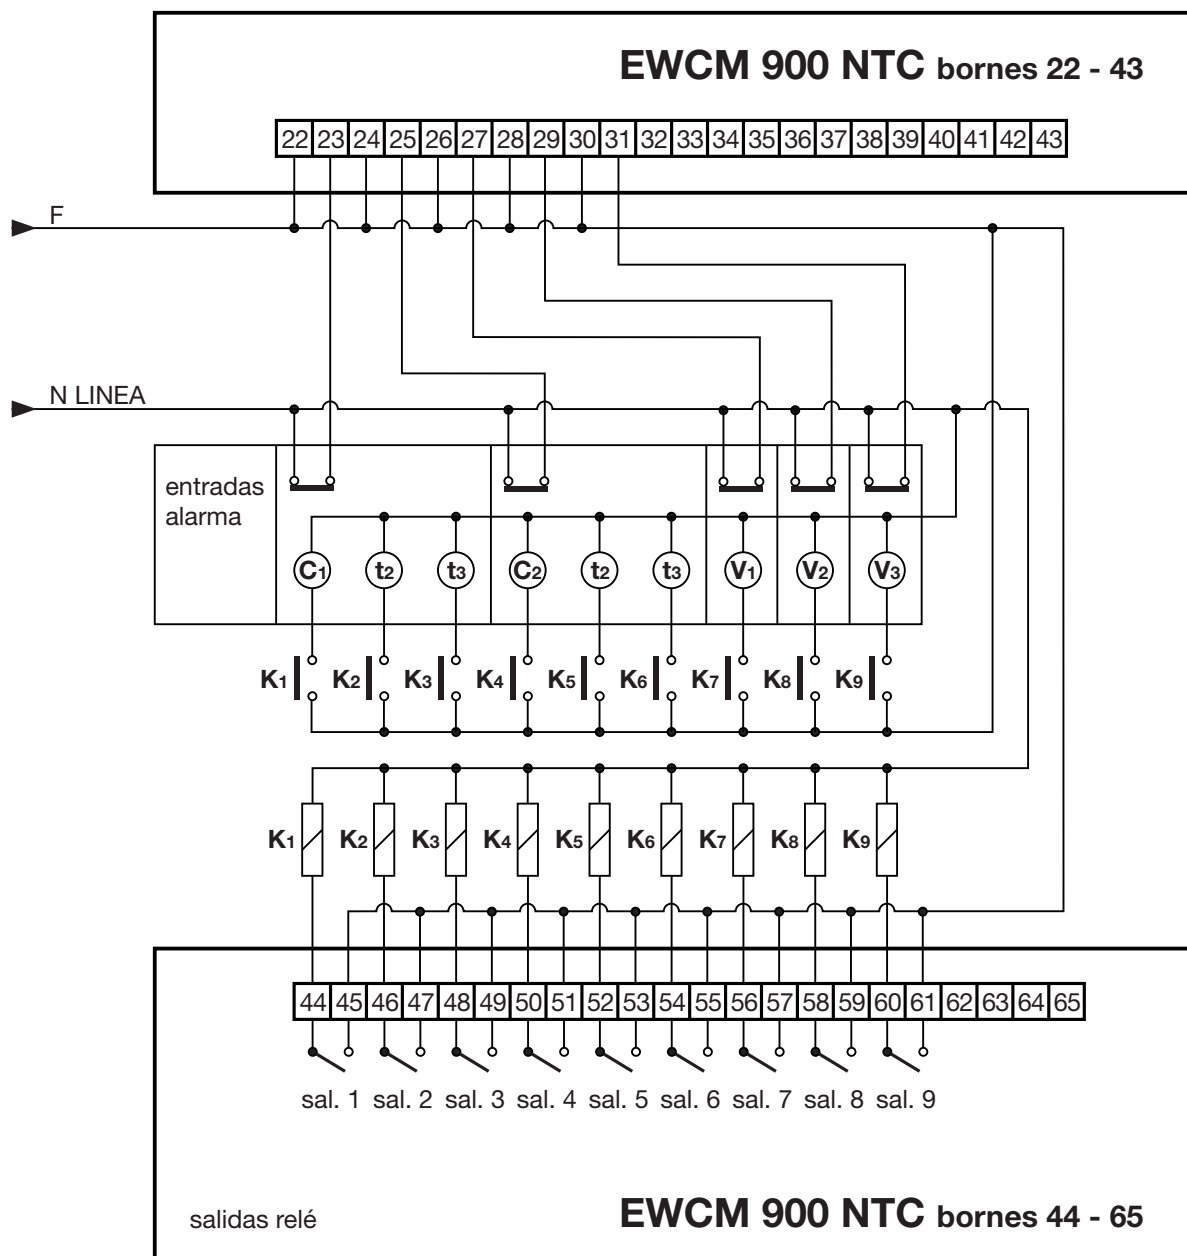 EWCM 900 NTC bornes 22 - 43
22 23 24 25 26 27 28 29 30 31 32 33 34 35 36 37 38 39 40 41 42 43
F
N LINEA
entradas
alarma
C1 t2 t3 C2 t2 t3 V1 V2 V3
K1 K2 K3 K4 K5 K6 K7 K8 K9
K1 K2 K3 K4 K5 K6 K7 K8 K9
44 45 46 47 48 49 50 51 52 53 54 55 56 57 58 59 60 61 62 63 64 65
sal. 1 sal. 2 sal. 3 sal. 4 sal. 5 sal. 6 sal. 7 sal. 8 sal. 9
salidas relé
EWCM 900 NTC bornes 44 - 65